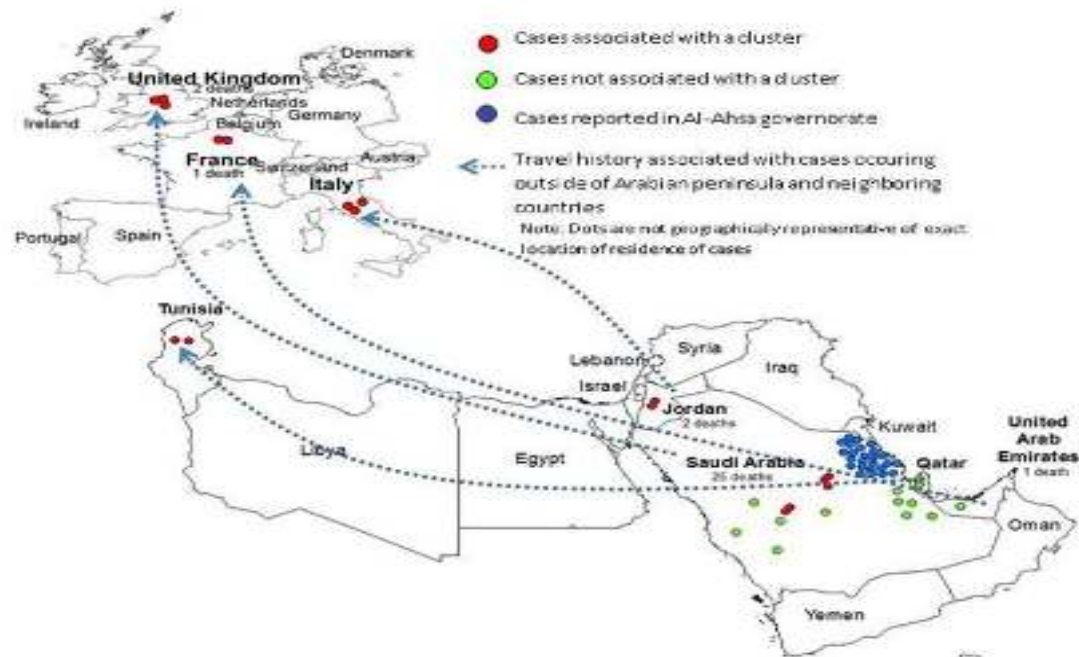 Cases associated with a cluster
Cases not associated with a cluster
Cases reported in Al-Ahsa governorate
Travel history associated with cases occuring
outside of Arabian peninsula and neighboring
countries
Note: Dots are not geographically representative of exact
location of residence of cases
Denmark
United Kingdom
2 deaths
Netherlands
Ireland
Belgium
Germany
France
1 death
Switzerland
Austria
Italy
Portugal
Spain
Tunisia
Lebanon
Syria
Israel
Iraq
Jordan
2 deaths
Kuwait
Libya
Egypt
Saudi Arabia
25 deaths
Qatar
United
Arab
Emirates
1 death
Oman
Yemen